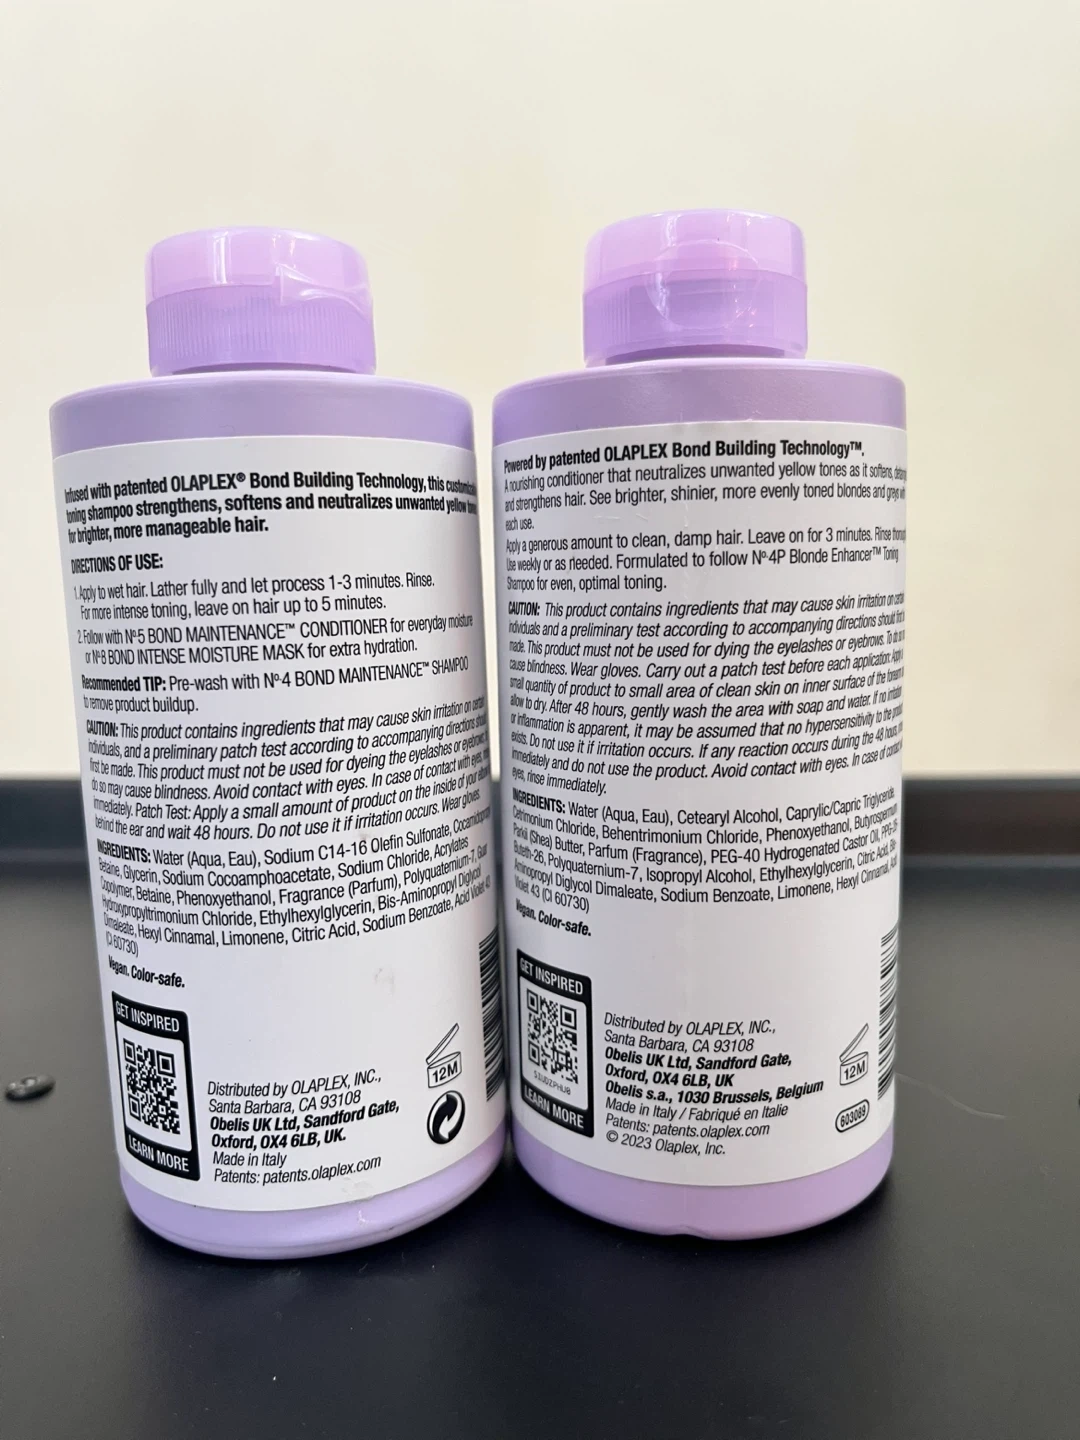 Infused with patented OLAPLEX® Bond Building Technology, this
toning shampoo strengthens, softens and neutralizes unwanted yellow
for brighter, more manageable hair.
DIRECTIONS OF USE:
1. Apply to wet hair. Lather fully and let process 1-3 minutes. Rinse.
For more intense toning, leave on hair up to 5 minutes.
2. Follow with Nº5 BOND MAINTENANCE™ CONDITIONER for everyday moisture
or Nº8 BOND INTENSE MOISTURE MASK for extra hydration.
Recommended TIP: Pre-wash with Nº4 BOND MAINTENANCE™ SHAMPOO
to remove product buildup.
CAUTION: This product contains ingredients that may cause skin irritation on certain
individuals, and a preliminary patch test according to accompanying directions should
first be made. This product must not be used for dyeing the eyelashes or eyebrows;
do so may cause blindness. Avoid contact with eyes. In case of contact with eyes,
immediately. Patch Test: Apply a small amount of product on the inside of your
behind the ear and wait 48 hours. Do not use it if irritation occurs. Wear gloves.
INGREDIENTS: Water (Aqua, Eau), Sodium C14-16 Olefin Sulfonate, Cocamidopropyl
Betaine, Glycerin, Sodium Cocoamphoacetate, Sodium Chloride, Acrylates
Copolymer, Betaine, Phenoxyethanol, Fragrance (Parfum), Polyquaternium-7, Guar
Hydroxypropyltrimonium Chloride, Ethylhexylglycerin, Bis-Aminopropyl Diglycol
Dimaleate, Hexyl Cinnamal, Limonene, Citric Acid, Sodium Benzoate, Acid Violet 43
(CI 60730)
Vegan. Color-safe.
GET INSPIRED
LEARN MORE
Distributed by OLAPLEX, INC.,
Santa Barbara, CA 93108
Obelis UK Ltd, Sandford Gate,
Oxford, OX4 6LB, UK.
Made in Italy
Patents: patents.olaplex.com
12M
Powered by patented OLAPLEX Bond Building Technology™.
A nourishing conditioner that neutralizes unwanted yellow tones as it softens,
and strengthens hair. See brighter, shinier, more evenly toned blondes and grays with
each use.
Apply a generous amount to clean, damp hair. Leave on for 3 minutes. Rinse
Use weekly or as needed. Formulated to follow Nº4P Blonde Enhancer™ Toning
Shampoo for even, optimal toning.
CAUTION: This product contains ingredients that may cause skin irritation on certain
individuals and a preliminary test according to accompanying directions should first
made. This product must not be used for dying the eyelashes or eyebrows. To do so
cause blindness. Wear gloves. Carry out a patch test before each application: Apply
small quantity of product to small area of clean skin on inner surface of the forearm
allow to dry. After 48 hours, gently wash the area with soap and water. If no irritation
or inflammation is apparent, it may be assumed that no hypersensitivity to the product
exists. Do not use it if irritation occurs. If any reaction occurs during the 48 hours,
immediately and do not use the product. Avoid contact with eyes. In case of contact
eyes, rinse immediately.
INGREDIENTS: Water (Aqua, Eau), Cetearyl Alcohol, Caprylic/Capric Triglyceride,
Cetrimonium Chloride, Behentrimonium Chloride, Phenoxyethanol, Butyrospermum
Parkii (Shea) Butter, Parfum (Fragrance), PEG-40 Hydrogenated Castor Oil, PPG-26-
Buteth-26, Polyquaternium-7, Isopropyl Alcohol, Ethylhexylglycerin, Citric Acid, Bis-
Aminopropyl Diglycol Dimaleate, Sodium Benzoate, Limonene, Hexyl Cinnamal, Acid
Violet 43 (CI 60730)
Vegan. Color-safe.
GET INSPIRED
LEARN MORE
Distributed by OLAPLEX, INC.,
Santa Barbara, CA 93108
Obelis UK Ltd, Sandford Gate,
Oxford, OX4 6LB, UK
Obelis s.a., 1030 Brussels, Belgium
Made in Italy / Fabriqué en Italie
Patents: patents.olaplex.com
© 2023 Olaplex, Inc.
12M
603089